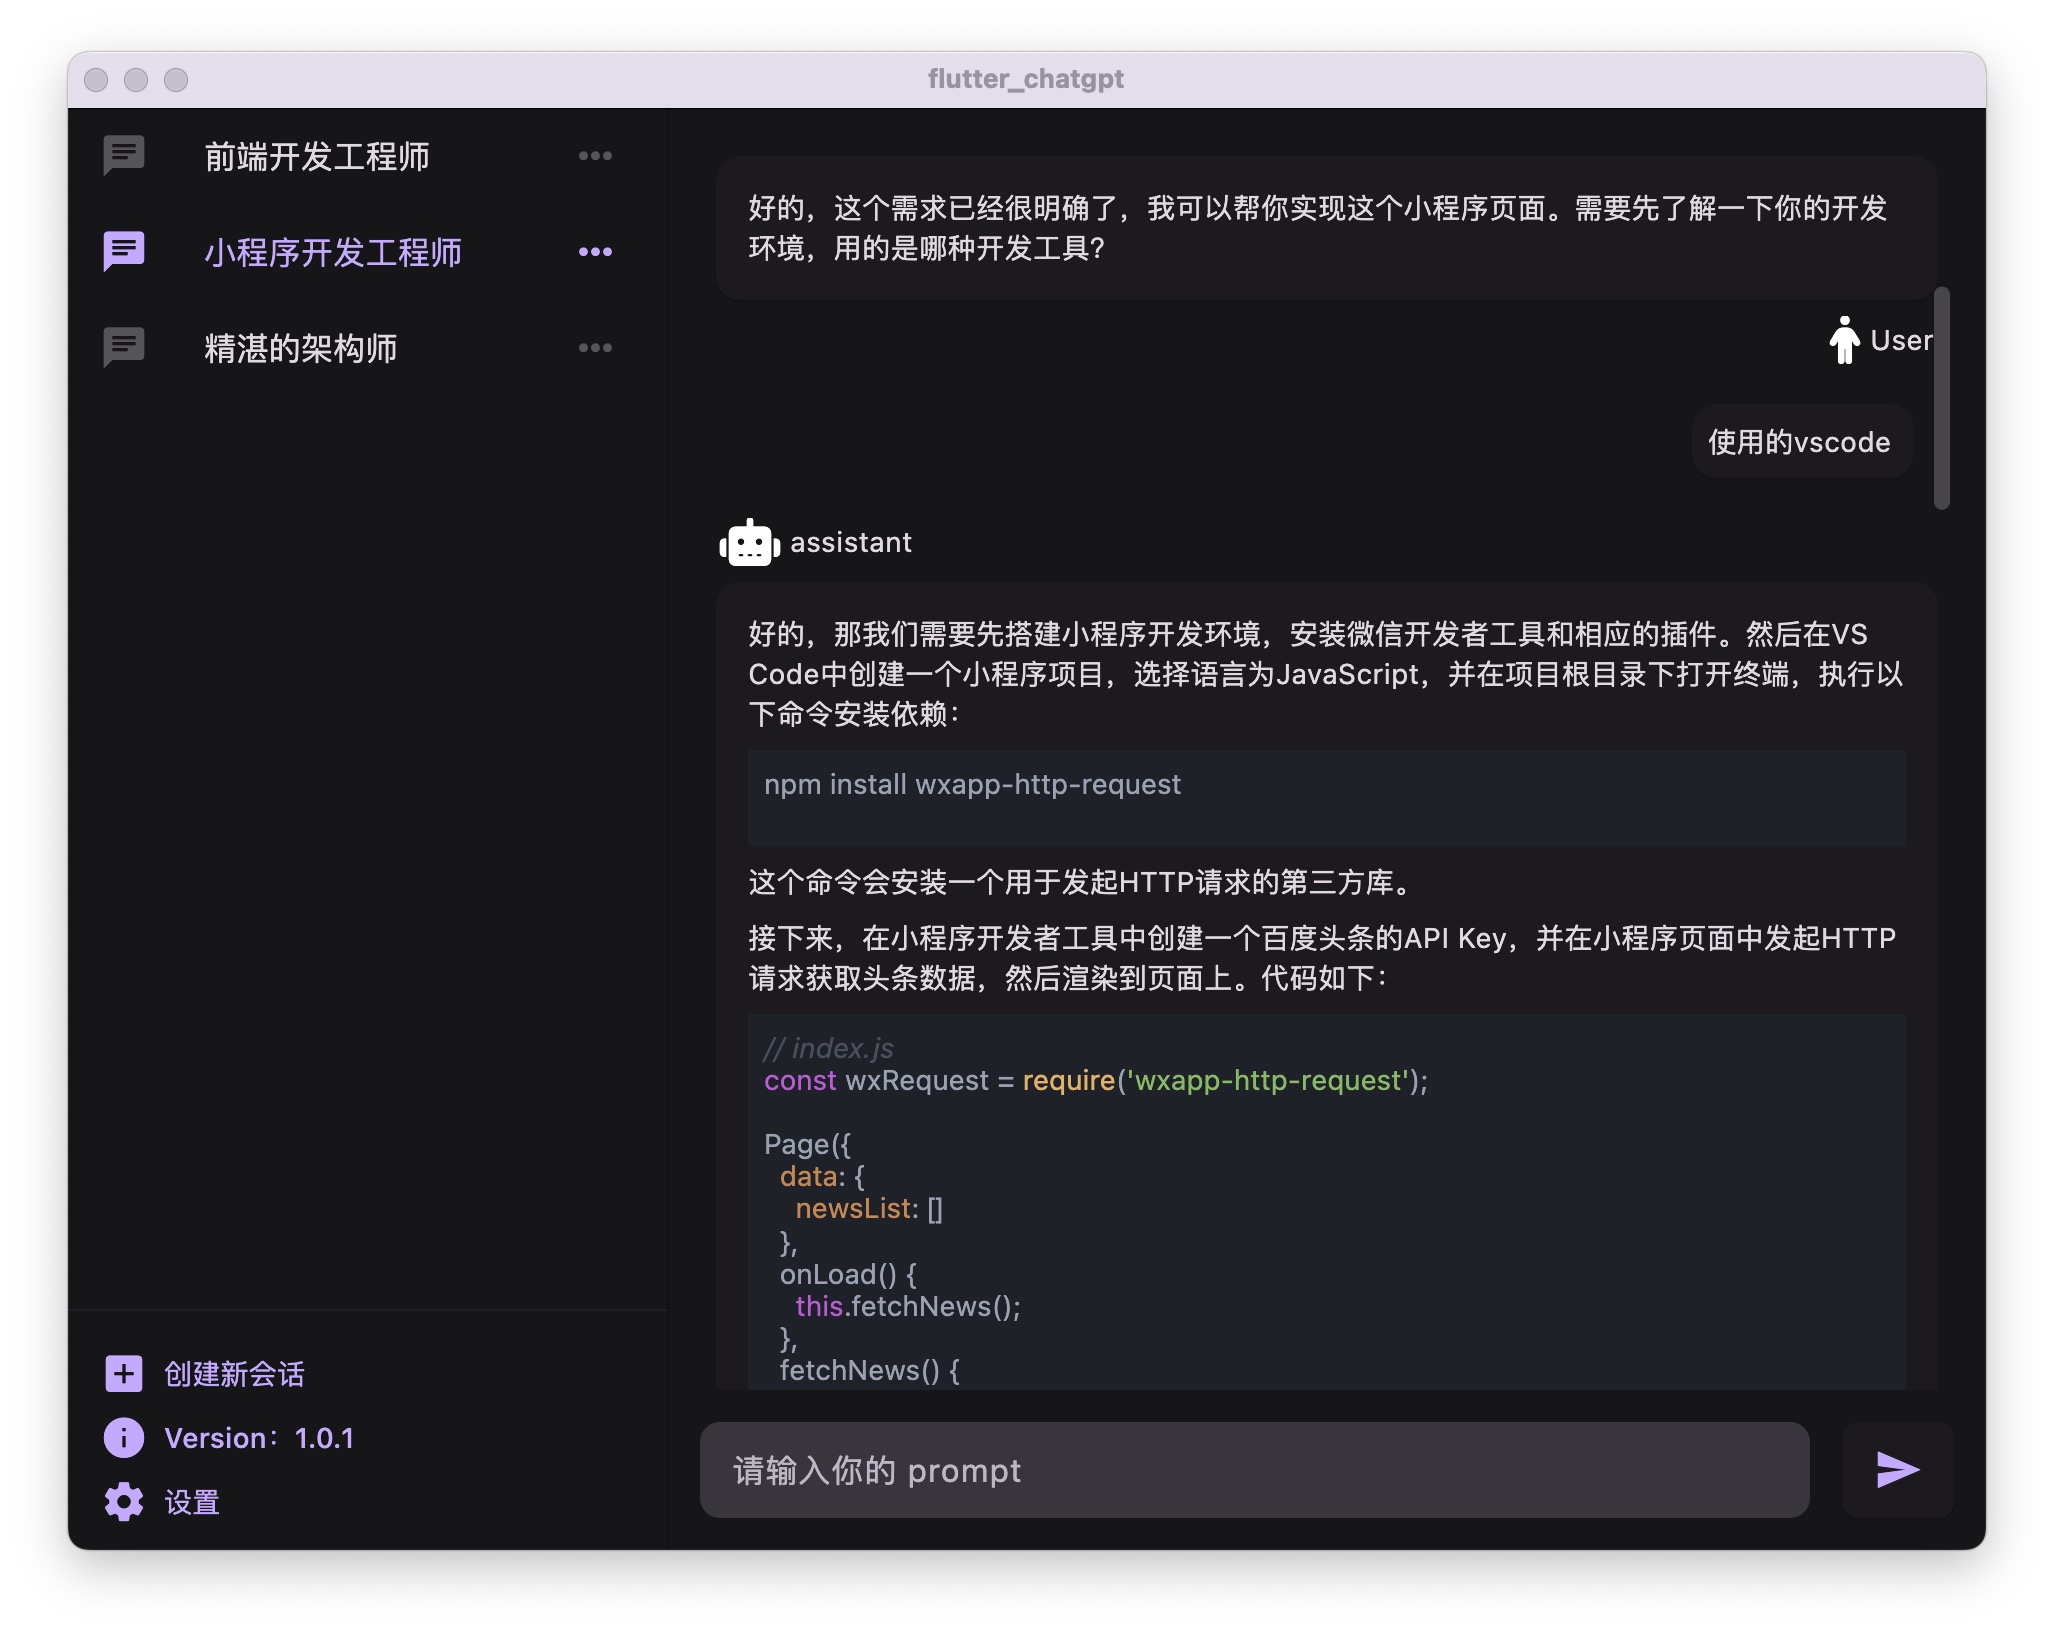 flutter_chatgpt
前端开发工程师
小程序开发工程师
精湛的架构师
创建新会话
Version：1.0.1
设置
好的，这个需求已经很明确了，我可以帮你实现这个小程序页面。需要先了解一下你的开发
环境，用的是哪种开发工具？
User
使用的vscode
assistant
好的，那我们需要先搭建小程序开发环境，安装微信开发者工具和相应的插件。然后在VS
Code中创建一个小程序项目，选择语言为JavaScript，并在项目根目录下打开终端，执行以
下命令安装依赖：
npm install wxapp-http-request
这个命令会安装一个用于发起HTTP请求的第三方库。
接下来，在小程序开发者工具中创建一个百度头条的API Key，并在小程序页面中发起HTTP
请求获取头条数据，然后渲染到页面上。代码如下：
// index.js
const wxRequest = require('wxapp-http-request');
Page({
data: {
newsList: []
},
onLoad() {
this.fetchNews();
},
fetchNews() {
请输入你的 prompt